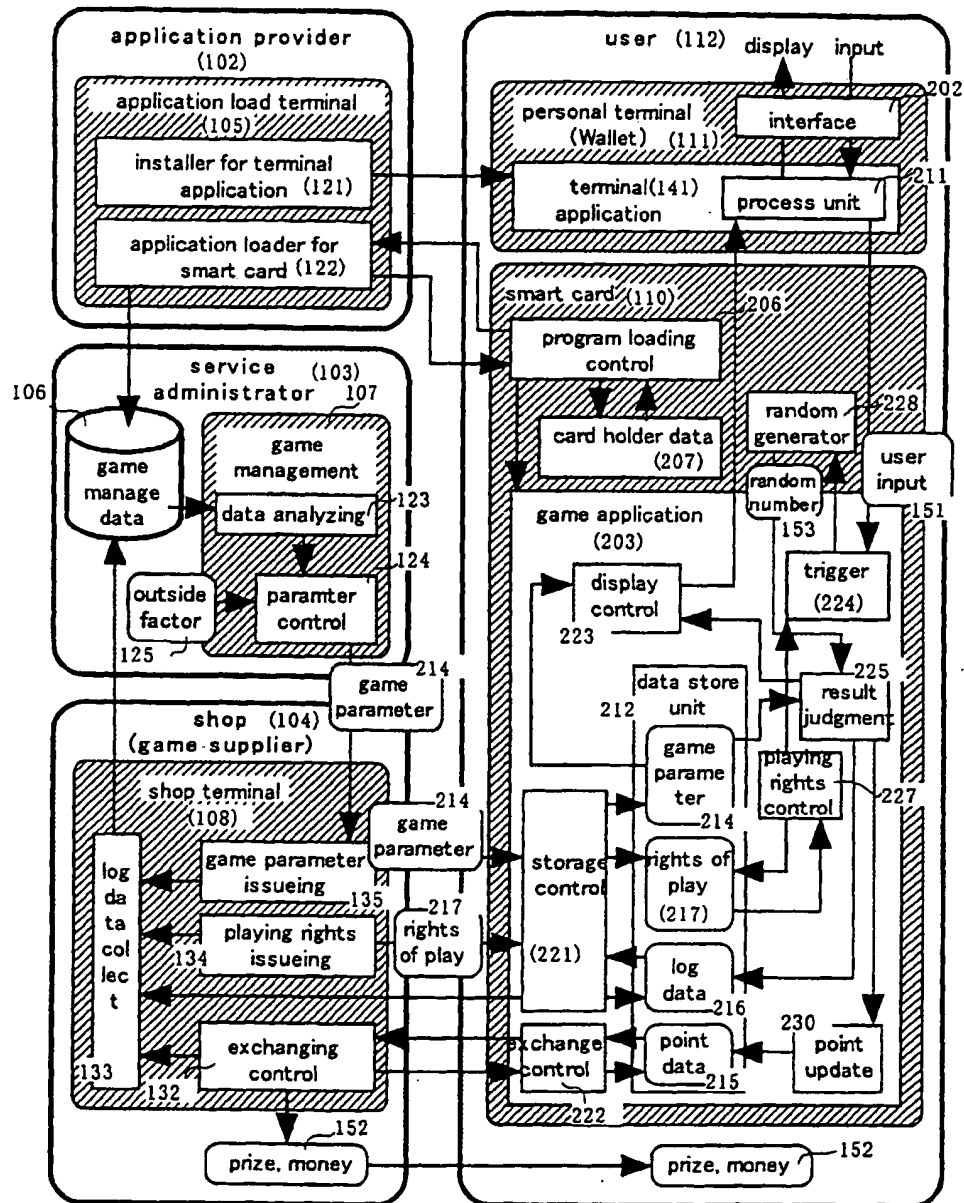 application provider
(102)
application load terminal
(105)
installer for terminal
application (121)
application loader for
smart card (122)
service (103)
administrator
106
107
game
manage
data
game
management
data analyzing
123
124
outside
factor
125
paramter
control
214
game
parameter
shop (104)
(game supplier)
shop terminal
(108)
log
da
ta
col
lec
t
133
game parameter
issueing
135
playing rights
134 issueing
exchanging
control
132
214
game
parameter
217
rights
of play
152
prize, money
user (112)
display input
202
personal terminal
(Wallet) (111)
interface
211
terminal (141)
application
process unit
smart card (110)
206
program loading
control
card holder data
(207)
random
generator
228
random
number
153
user
input
151
game application
(203)
display
control
223
trigger
(224)
225
result
judgment
data store
unit
212
game
parame
ter
214
playing
rights
control
227
storage
control
(221)
rights of
play
(217)
log
data
216
exchange
control
222
point
data
215
230
point
update
152
prize, money